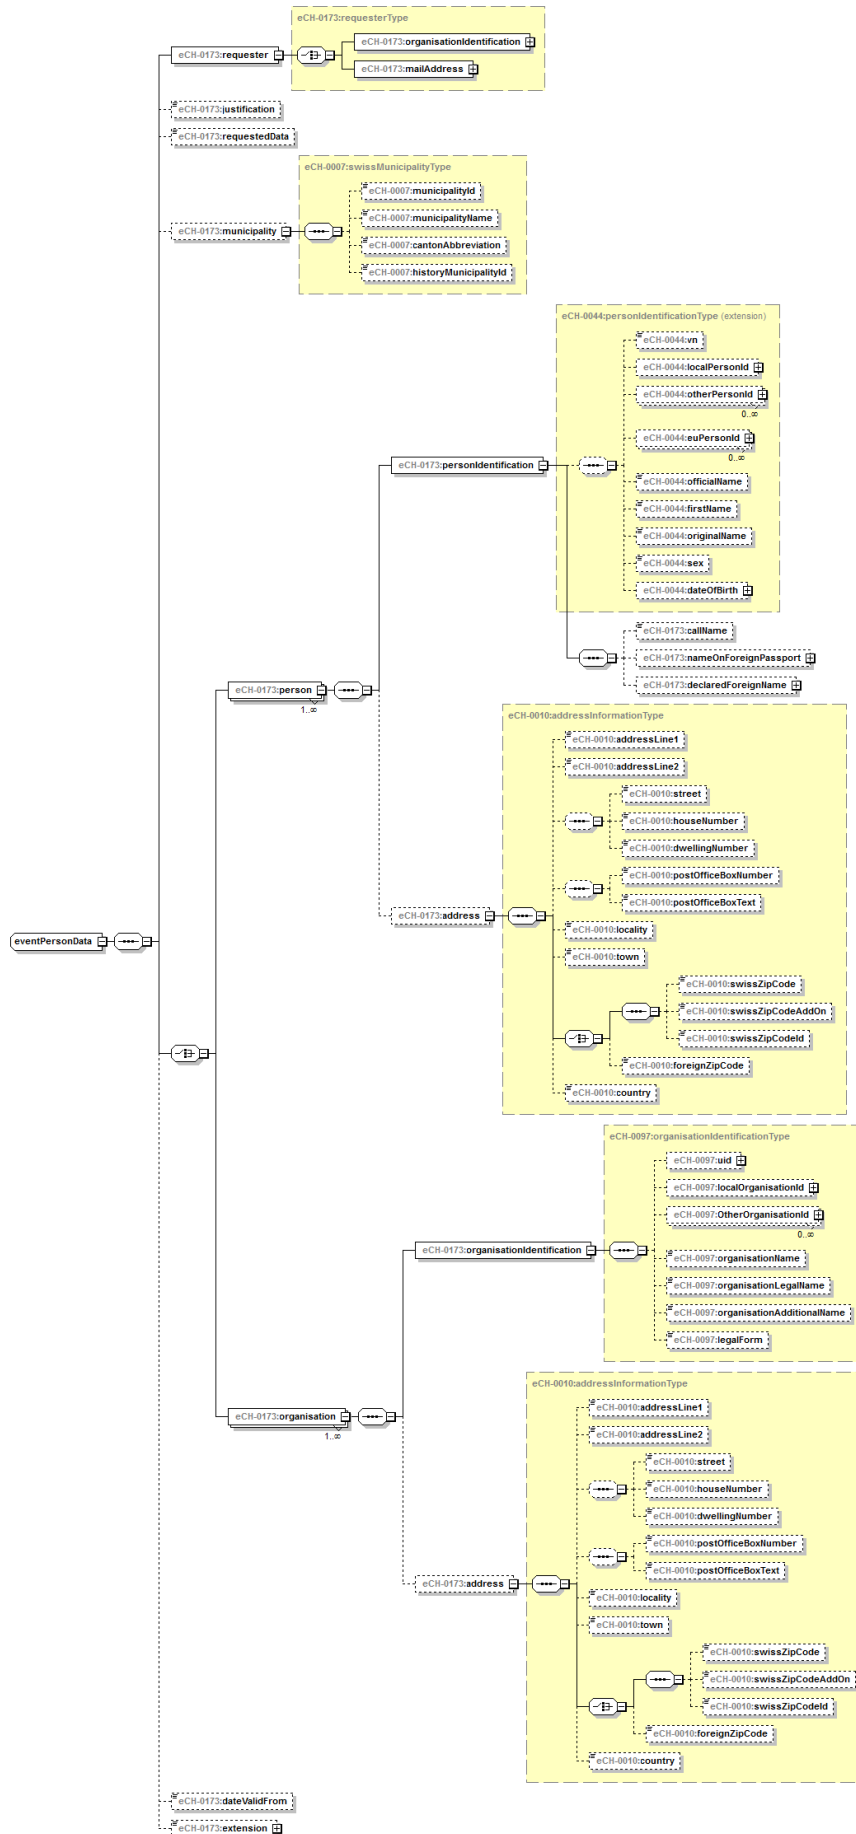 eCH-0173:requesterType
eCH-0173:requester
eCH-0173:organisationIdentification
eCH-0173:mailAddress
eCH-0173:justification
eCH-0173:requestedData
eCH-0007:swissMunicipalityType
eCH-0173:municipality
eCH-0007:municipalityId
eCH-0007:municipalityName
eCH-0007:cantonAbbreviation
eCH-0007:historyMunicipalityId
eCH-0044:personIdentificationType (extension)
eCH-0044:vn
eCH-0044:localPersonId
eCH-0044:otherPersonId
0..∞
eCH-0044:euPersonId
0..∞
eCH-0173:personIdentification
eCH-0044:officialName
eCH-0044:firstName
eCH-0044:originalName
eCH-0044:sex
eCH-0044:dateOfBirth
eCH-0173:callName
eCH-0173:nameOnForeignPassport
eCH-0173:declaredForeignName
eCH-0173:person
1..∞
eCH-0010:addressInformationType
eCH-0010:addressLine1
eCH-0010:addressLine2
eCH-0010:street
eCH-0010:houseNumber
eCH-0010:dwellingNumber
eCH-0010:postOfficeBoxNumber
eCH-0010:postOfficeBoxText
eCH-0173:address
eCH-0010:locality
eCH-0010:town
eventPersonData
eCH-0010:swissZipCode
eCH-0010:swissZipCodeAddOn
eCH-0010:swissZipCodeId
eCH-0010:foreignZipCode
eCH-0010:country
eCH-0097:organisationIdentificationType
eCH-0097:uid
eCH-0097:localOrganisationId
eCH-0097:OtherOrganisationId
0..∞
eCH-0173:organisationIdentification
eCH-0097:organisationName
eCH-0097:organisationLegalName
eCH-0097:organisationAdditionalName
eCH-0097:legalForm
eCH-0173:organisation
1..∞
eCH-0010:addressInformationType
eCH-0010:addressLine1
eCH-0010:addressLine2
eCH-0010:street
eCH-0010:houseNumber
eCH-0010:dwellingNumber
eCH-0010:postOfficeBoxNumber
eCH-0010:postOfficeBoxText
eCH-0173:address
eCH-0010:locality
eCH-0010:town
eCH-0010:swissZipCode
eCH-0010:swissZipCodeAddOn
eCH-0010:swissZipCodeId
eCH-0010:foreignZipCode
eCH-0010:country
eCH-0173:dateValidFrom
eCH-0173:extension